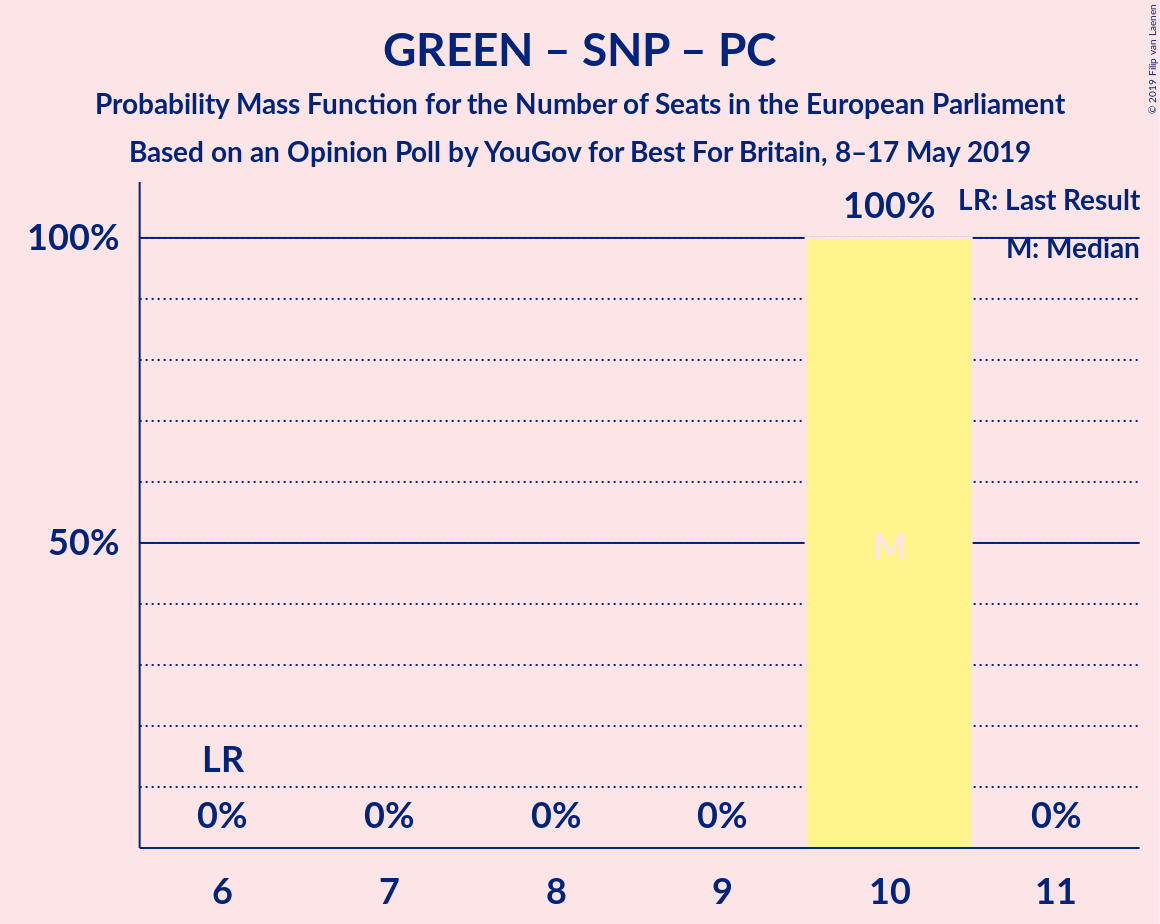 GREEN – SNP – PC
Probability Mass Function for the Number of Seats in the European Parliament
Based on an Opinion Poll by YouGov for Best For Britain, 8–17 May 2019
© 2019 Filip van Laenen
LR: Last Result
M: Median
100%
100%
50%
M
LR
0%
0%
0%
0%
0%
6
7
8
9
10
11